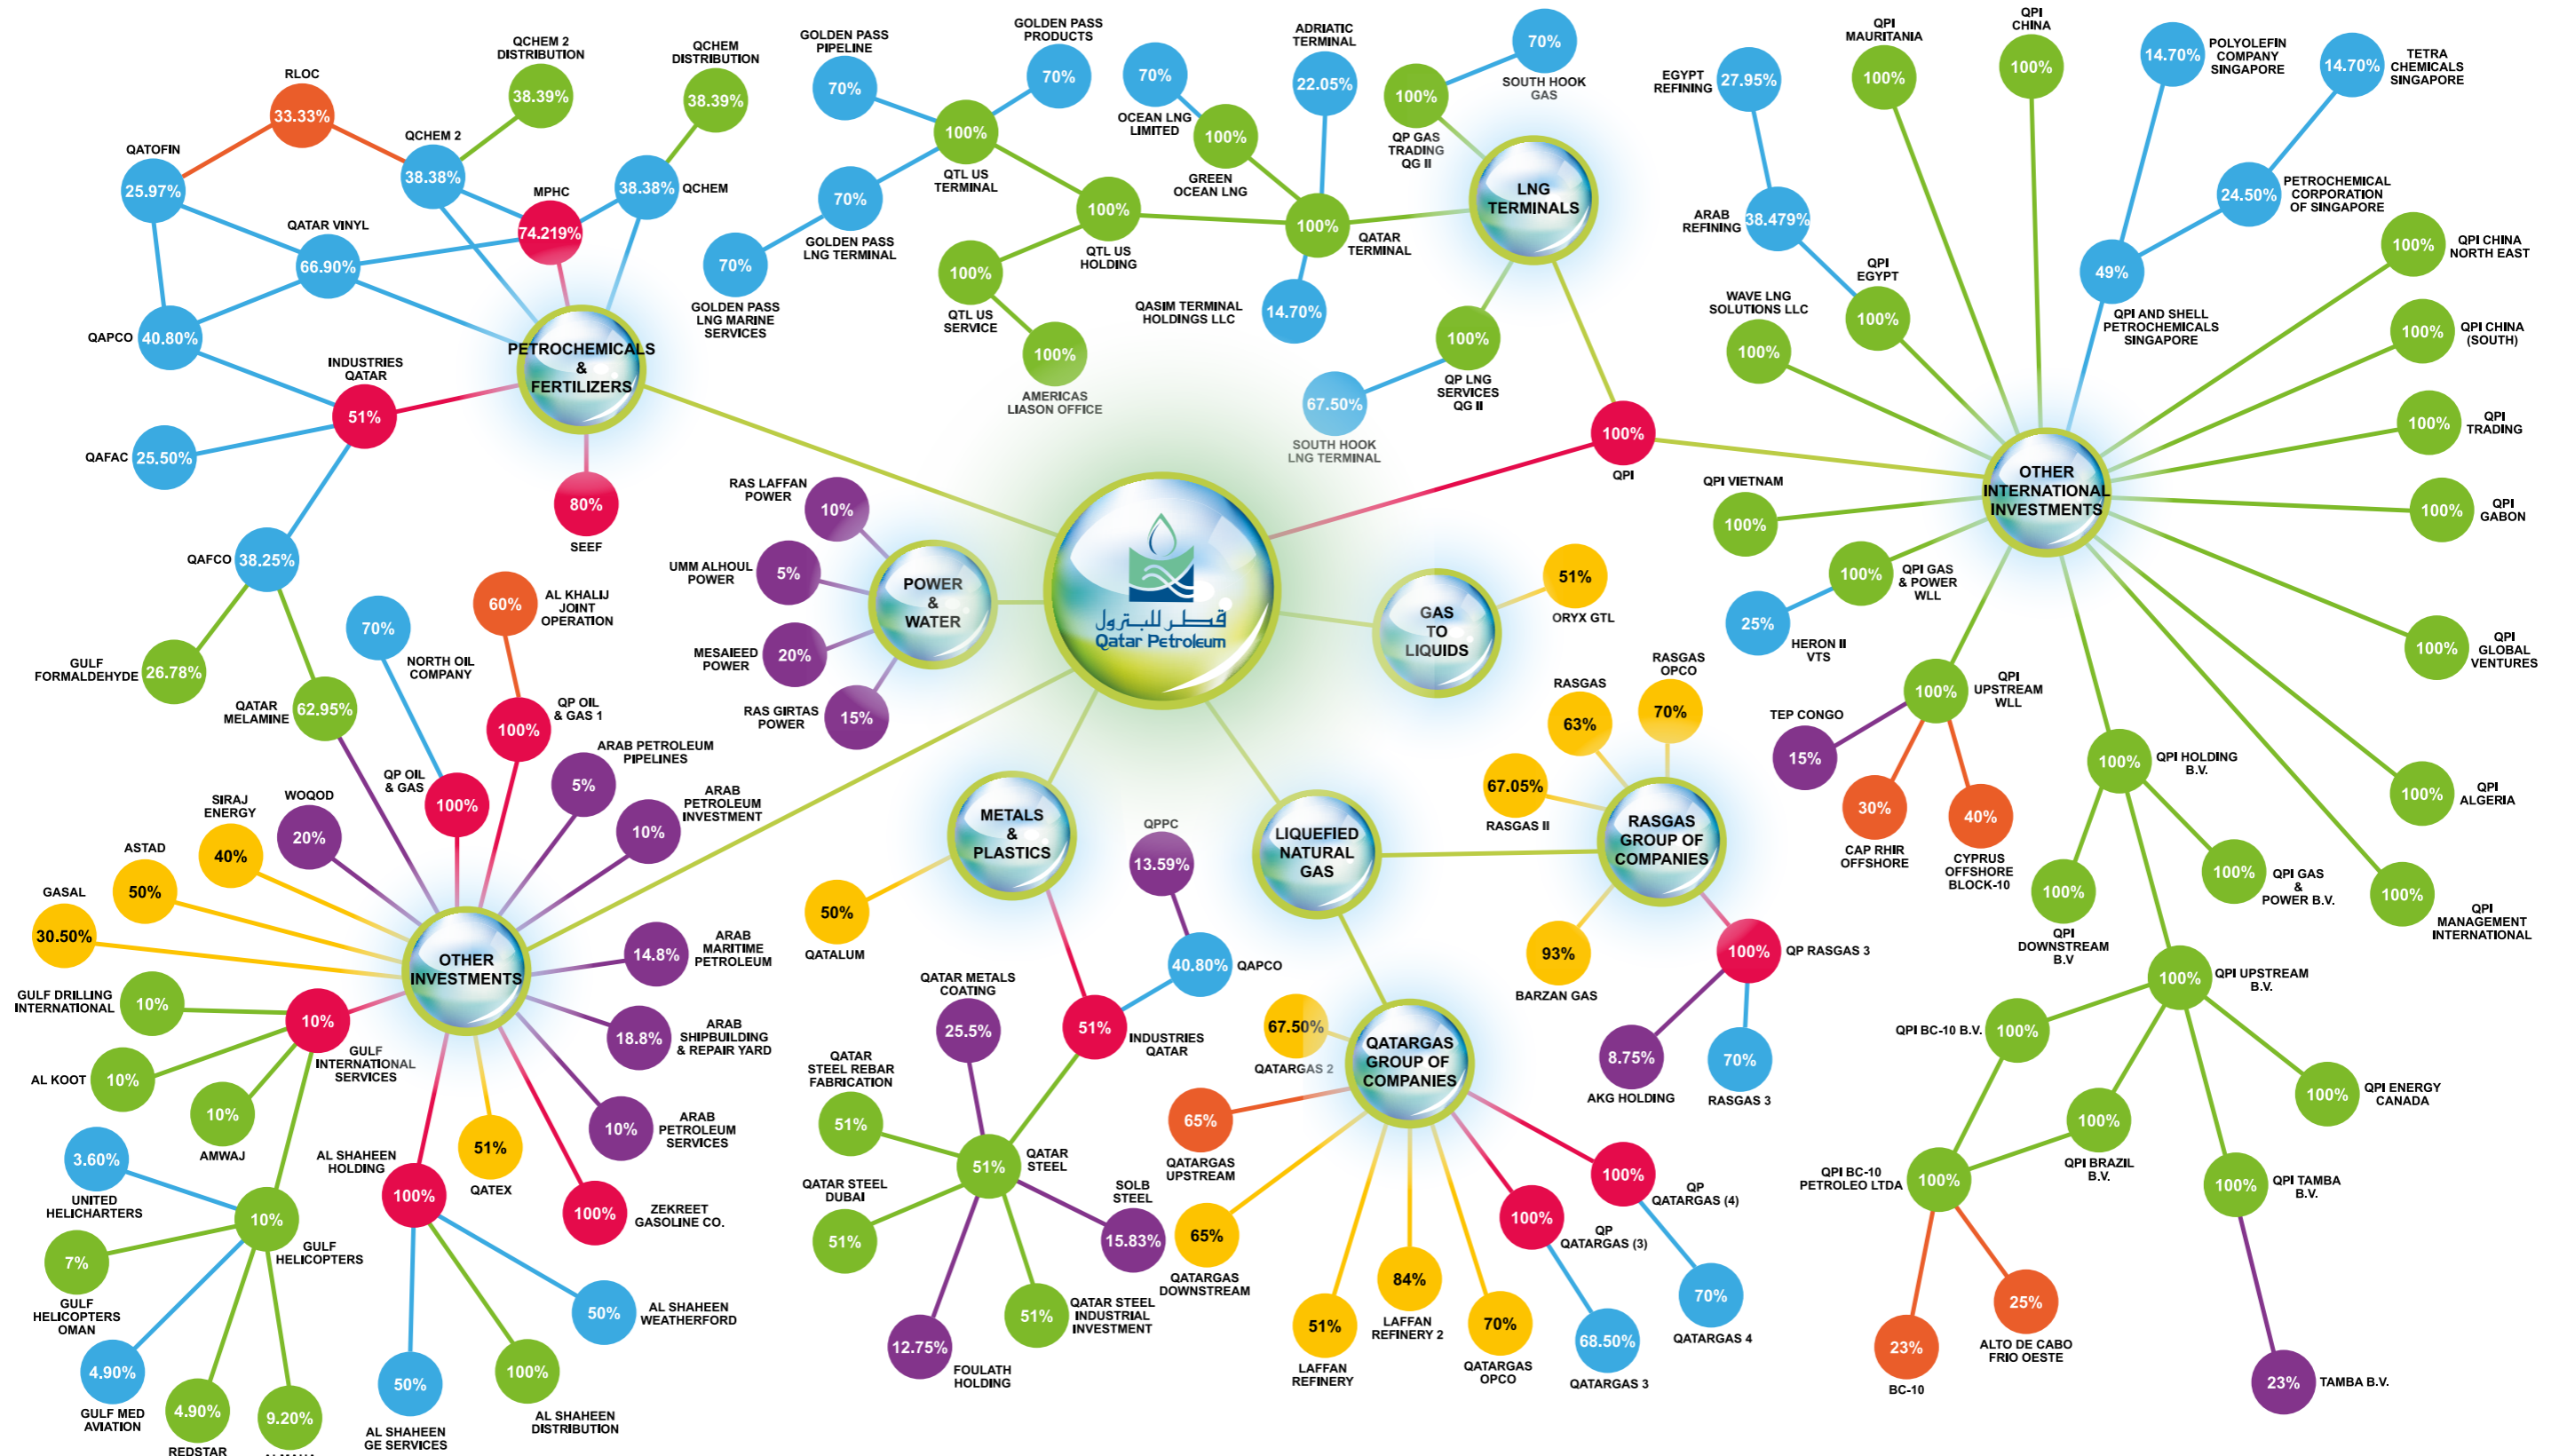 RLOC
33.33%
QCHEM 2
DISTRIBUTION
38.39%
QCHEM
DISTRIBUTION
38.39%
QATOFIN
25.97%
QCHEM 2
38.38%
MPHC
74.219%
38.38%
QCHEM
QATAR VINYL
66.90%
QAPCO
40.80%
INDUSTRIES
QATAR
51%
QAFAC
25.50%
PETROCHEMICALS
&
FERTILIZERS
80%
SEEF
QAFCO
38.25%
GULF
FORMALDEHYDE
26.78%
QATAR
MELAMINE
62.95%
GOLDEN PASS
PIPELINE
70%
GOLDEN PASS
PRODUCTS
70%
100%
QTL US
TERMINAL
70%
GOLDEN PASS
LNG TERMINAL
70%
GOLDEN PASS
LNG MARINE
SERVICES
100%
QTL US
HOLDING
100%
QTL US
SERVICE
100%
AMERICAS
LIASON OFFICE
70%
OCEAN LNG
LIMITED
100%
GREEN
OCEAN LNG
ADRIATIC
TERMINAL
22.05%
100%
QATAR
TERMINAL
QASIM TERMINAL
HOLDINGS LLC
14.70%
70%
SOUTH HOOK
GAS
100%
QP GAS
TRADING
QG II
LNG
TERMINALS
100%
QP LNG
SERVICES
QG II
67.50%
SOUTH HOOK
LNG TERMINAL
100%
QPI
EGYPT
REFINING
27.95%
ARAB
REFINING
38.479%
QPI
EGYPT
100%
WAVE LNG
SOLUTIONS LLC
100%
QPI
MAURITANIA
100%
QPI
CHINA
100%
14.70%
POLYOLEFIN
COMPANY
SINGAPORE
14.70%
TETRA
CHEMICALS
SINGAPORE
24.50%
PETROCHEMICAL
CORPORATION
OF SINGAPORE
49%
QPI AND SHELL
PETROCHEMICALS
SINGAPORE
100%
QPI CHINA
NORTH EAST
100%
QPI CHINA
(SOUTH)
100%
QPI
TRADING
100%
QPI
GABON
100%
QPI
GLOBAL
VENTURES
100%
QPI
ALGERIA
100%
QPI
MANAGEMENT
INTERNATIONAL
OTHER
INTERNATIONAL
INVESTMENTS
QPI VIETNAM
100%
100%
QPI GAS
& POWER
WLL
25%
HERON II
VTS
100%
QPI
UPSTREAM
WLL
TEP CONGO
15%
30%
CAP RHIR
OFFSHORE
40%
CYPRUS
OFFSHORE
BLOCK-10
100%
QPI HOLDING
B.V.
100%
QPI
DOWNSTREAM
B.V
100%
QPI GAS
&
POWER B.V.
100%
QPI UPSTREAM
B.V.
QPI BC-10 B.V.
100%
100%
QPI ENERGY
CANADA
100%
QPI BRAZIL
B.V.
QPI BC-10
PETROLEO LTDA
100%
100%
QPI TAMBA
B.V.
23%
BC-10
25%
ALTO DE CABO
FRIO OESTE
23%
TAMBA B.V.
RAS LAFFAN
POWER
10%
UMM ALHOUL
POWER
5%
MESAIEED
POWER
20%
RAS GIRTAS
POWER
15%
POWER
&
WATER
قطر للبترول
Qatar Petroleum
GAS
TO
LIQUIDS
51%
ORYX GTL
RASGAS
63%
RASGAS
OPCO
70%
67.05%
RASGAS II
RASGAS
GROUP OF
COMPANIES
93%
BARZAN GAS
100%
QP RASGAS 3
8.75%
AKG HOLDING
70%
RASGAS 3
LIQUEFIED
NATURAL
GAS
METALS
&
PLASTICS
50%
QATALUM
QPPC
13.59%
40.80%
QAPCO
51%
INDUSTRIES
QATAR
QATAR METALS
COATING
25.5%
QATAR
STEEL REBAR
FABRICATION
51%
51%
QATAR
STEEL
QATAR STEEL
DUBAI
51%
SOLB
STEEL
15.83%
51%
QATAR STEEL
INDUSTRIAL
INVESTMENT
12.75%
FOULATH
HOLDING
QATARGAS
GROUP OF
COMPANIES
67.50%
QATARGAS 2
65%
QATARGAS
UPSTREAM
65%
QATARGAS
DOWNSTREAM
51%
LAFFAN
REFINERY
84%
LAFFAN
REFINERY 2
70%
QATARGAS
OPCO
100%
QP
QATARGAS (3)
68.50%
QATARGAS 3
100%
QP
QATARGAS (4)
70%
QATARGAS 4
70%
NORTH OIL
COMPANY
60%
AL KHALIJ
JOINT
OPERATION
100%
QP OIL
& GAS 1
QP OIL
& GAS
100%
ARAB PETROLEUM
PIPELINES
5%
ARAB
PETROLEUM
INVESTMENT
10%
WOQOD
20%
SIRAJ
ENERGY
40%
ASTAD
50%
GASAL
30.50%
OTHER
INVESTMENTS
14.8%
ARAB
MARITIME
PETROLEUM
18.8%
ARAB
SHIPBUILDING
& REPAIR YARD
10%
ARAB
PETROLEUM
SERVICES
GULF DRILLING
INTERNATIONAL
10%
10%
GULF
INTERNATIONAL
SERVICES
AL KOOT
10%
10%
AMWAJ
3.60%
UNITED
HELICHARTERS
10%
GULF
HELICOPTERS
7%
GULF
HELICOPTERS
OMAN
4.90%
GULF MED
AVIATION
4.90%
REDSTAR
9.20%
AL SHAHEEN
HOLDING
100%
51%
QATEX
100%
ZEKREET
GASOLINE CO.
50%
AL SHAHEEN
WEATHERFORD
100%
AL SHAHEEN
DISTRIBUTION
50%
AL SHAHEEN
GE SERVICES